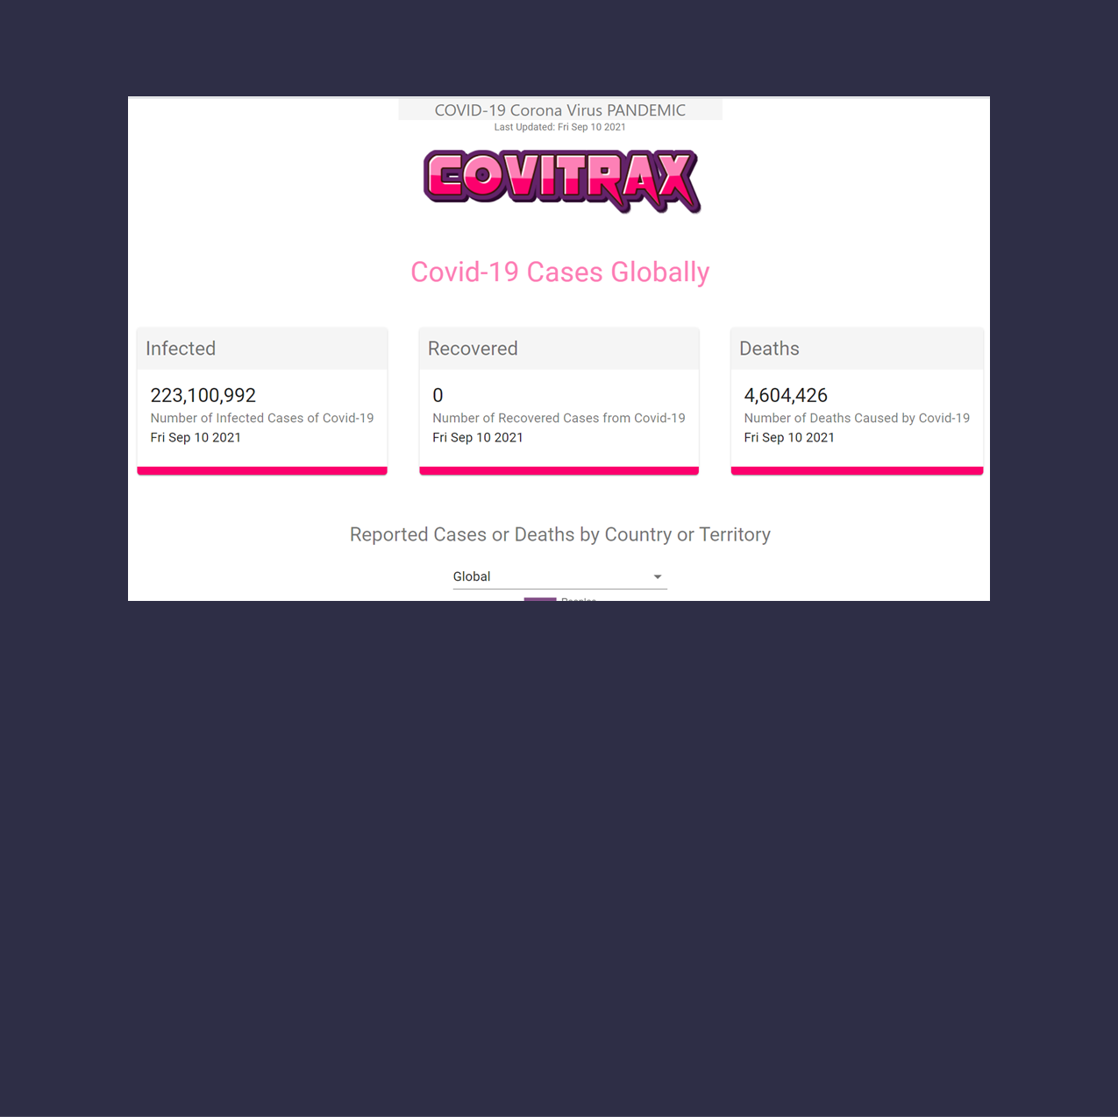 COVID-19 Corona Virus PANDEMIC
Last Updated: Fri Sep 10 2021
COVITRAX
Covid-19 Cases Globally
Infected
223,100,992
Number of Infected Cases of Covid-19
Fri Sep 10 2021
Recovered
0
Number of Recovered Cases from Covid-19
Fri Sep 10 2021
Deaths
4,604,426
Number of Deaths Caused by Covid-19
Fri Sep 10 2021
Reported Cases or Deaths by Country or Territory
Global